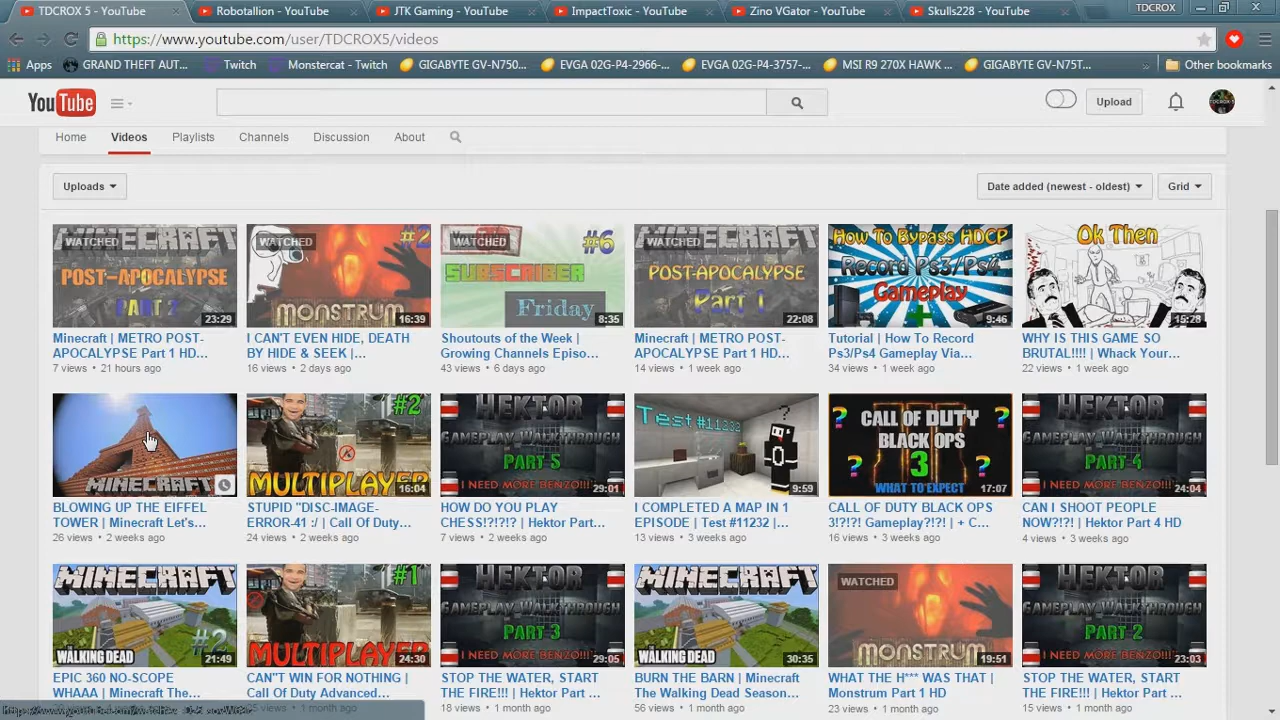 TDCROX 5 - YouTube
Robotallion - YouTube
JTK Gaming - YouTube
ImpactToxic - YouTube
Zino VGator - YouTube
Skulls228 - YouTube
TDCROX
https://www.youtube.com/user/TDCROX5/videos
Apps
GRAND THEFT AUT...
Twitch
Monstercat - Twitch
GIGABYTE GV-N750...
EVGA 02G-P4-2966-...
EVGA 02G-P4-3757-...
MSI R9 270X HAWK ...
GIGABYTE GV-N75T...
Other bookmarks
YouTube
Upload
Home
Videos
Playlists
Channels
Discussion
About
Uploads
Date added (newest - oldest)
Grid
MINECRAFT
WATCHED
POST-APOCALYPSE
PART 2
23:29
Minecraft | METRO POST-
APOCALYPSE Part 1 HD...
7 views • 21 hours ago
WATCHED
#2
MONSTRUM
16:39
I CAN'T EVEN HIDE, DEATH
BY HIDE & SEEK |...
16 views • 2 days ago
WATCHED
#6
SUBSCRIBER
Friday
8:35
Shoutouts of the Week |
Growing Channels Episo...
43 views • 6 days ago
MINECRAFT
WATCHED
POST-APOCALYPSE
Part 1
22:08
Minecraft | METRO POST-
APOCALYPSE Part 1 HD...
14 views • 1 week ago
How To Bypass HDCP
Record Ps3/Ps4
Gameplay
9:46
Tutorial | How To Record
Ps3/Ps4 Gameplay Via...
34 views • 1 week ago
Ok Then
15:28
WHY IS THIS GAME SO
BRUTAL!!!! | Whack Your...
22 views • 1 week ago
MINECRAFT
BLOWING UP THE EIFFEL
TOWER | Minecraft Let's...
26 views • 2 weeks ago
#2
MULTIPLAYER
16:04
STUPID "DISC-IMAGE-
ERROR-41 :/ | Call Of Duty...
24 views • 2 weeks ago
HEKTOR
GAMEPLAY WALKTHROUGH
PART 5
I NEED MORE BENZO!!!
29:01
HOW DO YOU PLAY
CHESS!?!?!? | Hektor Part...
7 views • 2 weeks ago
Test #11232
?
9:59
I COMPLETED A MAP IN 1
EPISODE | Test #11232 |...
13 views • 3 weeks ago
? CALL OF DUTY ?
BLACK OPS
? 3 ?
WHAT TO EXPECT
17:07
CALL OF DUTY BLACK OPS
3!?!?! Gameplay?!?! | + C...
16 views • 3 weeks ago
HEKTOR
GAMEPLAY WALKTHROUGH
PART 4
I NEED MORE BENZO!!!
24:04
CAN I SHOOT PEOPLE
NOW?!?! | Hektor Part 4 HD
4 views • 3 weeks ago
MINECRAFT
#2
WALKING DEAD
21:49
EPIC 360 NO-SCOPE
WHAAA | Minecraft The...
#1
MULTIPLAYER
24:30
CAN"T WIN FOR NOTHING |
Call Of Duty Advanced...
views • 1 month ago
HEKTOR
GAMEPLAY WALKTHROUGH
PART 3
I NEED MORE BENZO!!!
29:05
STOP THE WATER, START
THE FIRE!!! | Hektor Part ...
18 views • 1 month ago
MINECRAFT
WALKING DEAD
30:35
BURN THE BARN | Minecraft
The Walking Dead Season...
56 views • 1 month ago
WATCHED
MONSTRUM
19:51
WHAT THE H*** WAS THAT |
Monstrum Part 1 HD
23 views • 1 month ago
HEKTOR
GAMEPLAY WALKTHROUGH
PART 2
I NEED MORE BENZO!!!
23:03
STOP THE WATER, START
THE FIRE!!! | Hektor Part ...
15 views • 1 month ago